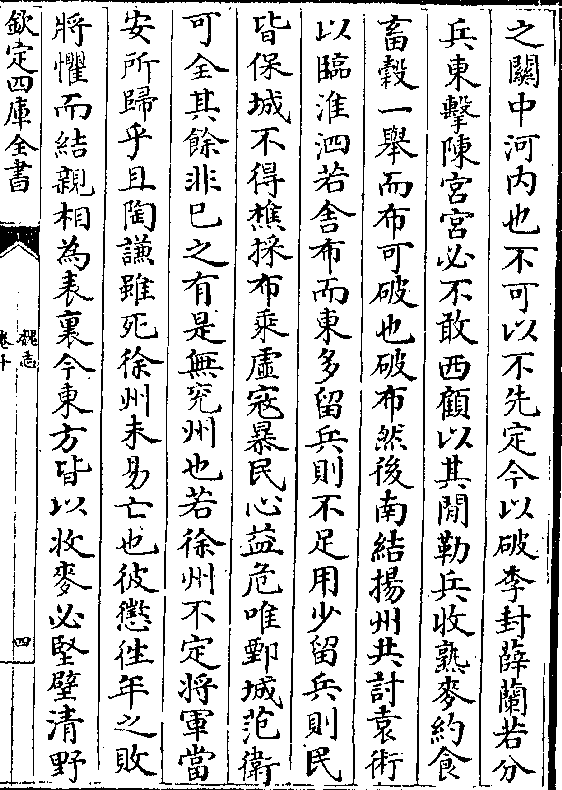 之關中河内也不可以不先定今以破李封薛蘭若分
兵東擊陳宫宫必不敢西顧以其閒勒兵收熟麥約食
畜穀一舉而布可破也破布然後南結揚州共討袁術
以臨淮泗若舎布而東多留兵則不足用少留兵則民
皆保城不得樵採布乘虚寇暴民心益危唯鄄城范衛
可全其餘非巳之有是無兖州也若徐州不定将軍當
安所歸乎且陶謙雖死徐州未易亡也彼懲徃年之敗
將懼而結親相為表裏今東方皆以收麥必堅壁清野
欽定四庫全書
魏志
卷十
四